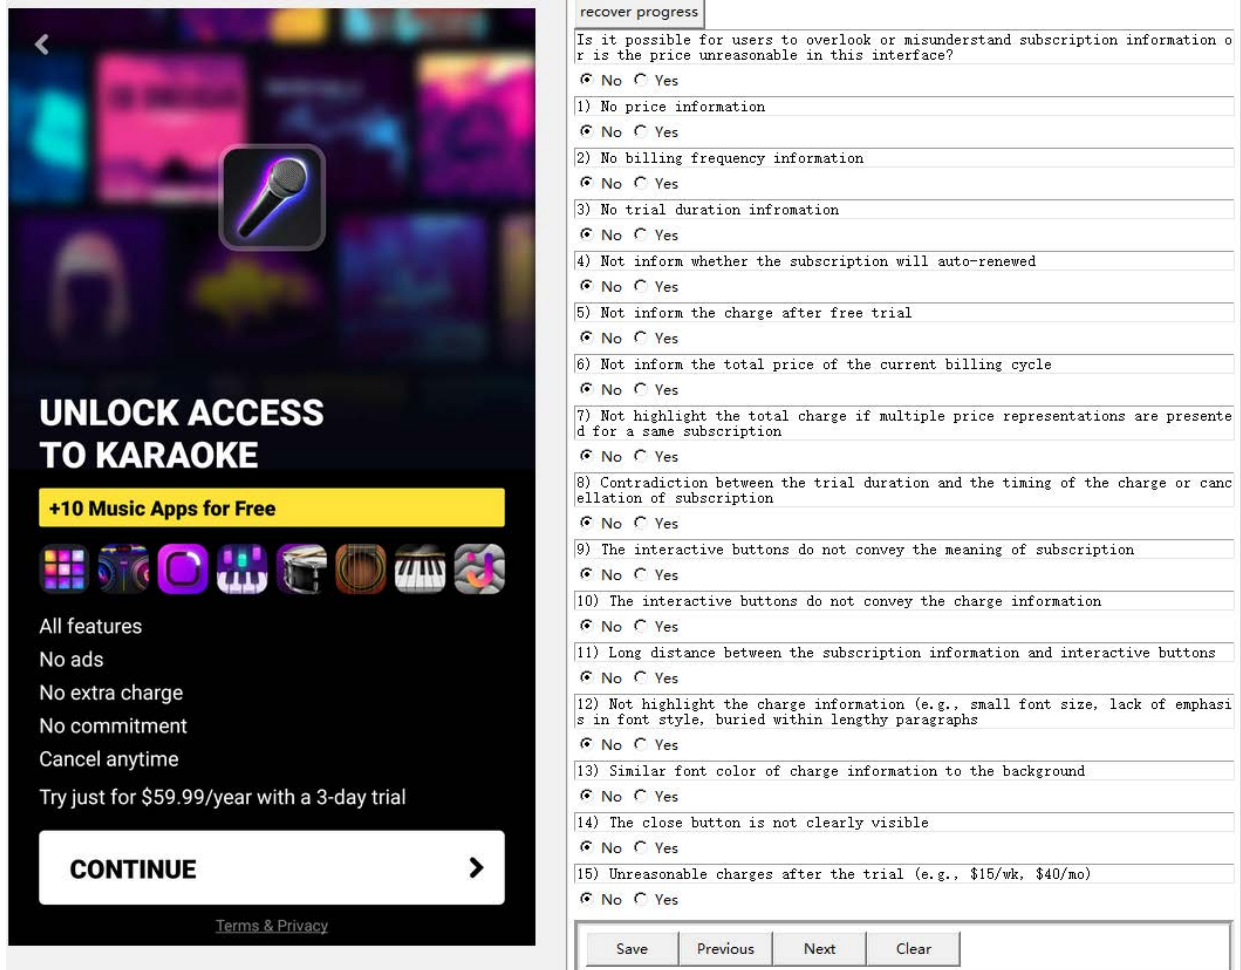 UNLOCK ACCESS
TO KARAOKE
+10 Music Apps for Free
All features
No ads
No extra charge
No commitment
Cancel anytime
Try just for $59.99/year with a 3-day trial
CONTINUE
Terms & Privacy
recover progress
Is it possible for users to overlook or misunderstand subscription information o
r is the price unreasonable in this interface?
No Yes
1) No price information
No Yes
2) No billing frequency information
No Yes
3) No trial duration infromation
No Yes
4) Not inform whether the subscription will auto-renewed
No Yes
5) Not inform the charge after free trial
No Yes
6) Not inform the total price of the current billing cycle
No Yes
7) Not highlight the total charge if multiple price representations are presente
d for a same subscription
No Yes
8) Contradiction between the trial duration and the timing of the charge or canc
ellation of subscription
No Yes
9) The interactive buttons do not convey the meaning of subscription
No Yes
10) The interactive buttons do not convey the charge information
No Yes
11) Long distance between the subscription information and interactive buttons
No Yes
12) Not highlight the charge information (e.g., small font size, lack of emphasi
s in font style, buried within lengthy paragraphs
No Yes
13) Similar font color of charge information to the background
No Yes
14) The close button is not clearly visible
No Yes
15) Unreasonable charges after the trial (e.g., $15/wk, $40/mo)
No Yes
Save Previous Next Clear